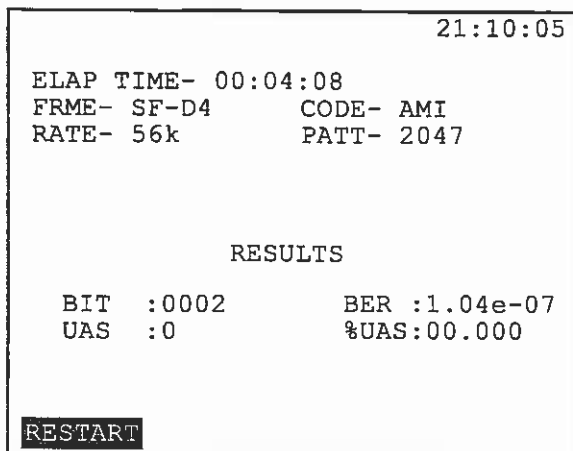 21:10:05
ELAP TIME- 00:04:08
FRME- SF-D4 CODE- AMI
RATE- 56k PATT- 2047
RESULTS
BIT :0002 BER :1.04e-07
UAS :0 %UAS:00.000
RESTART